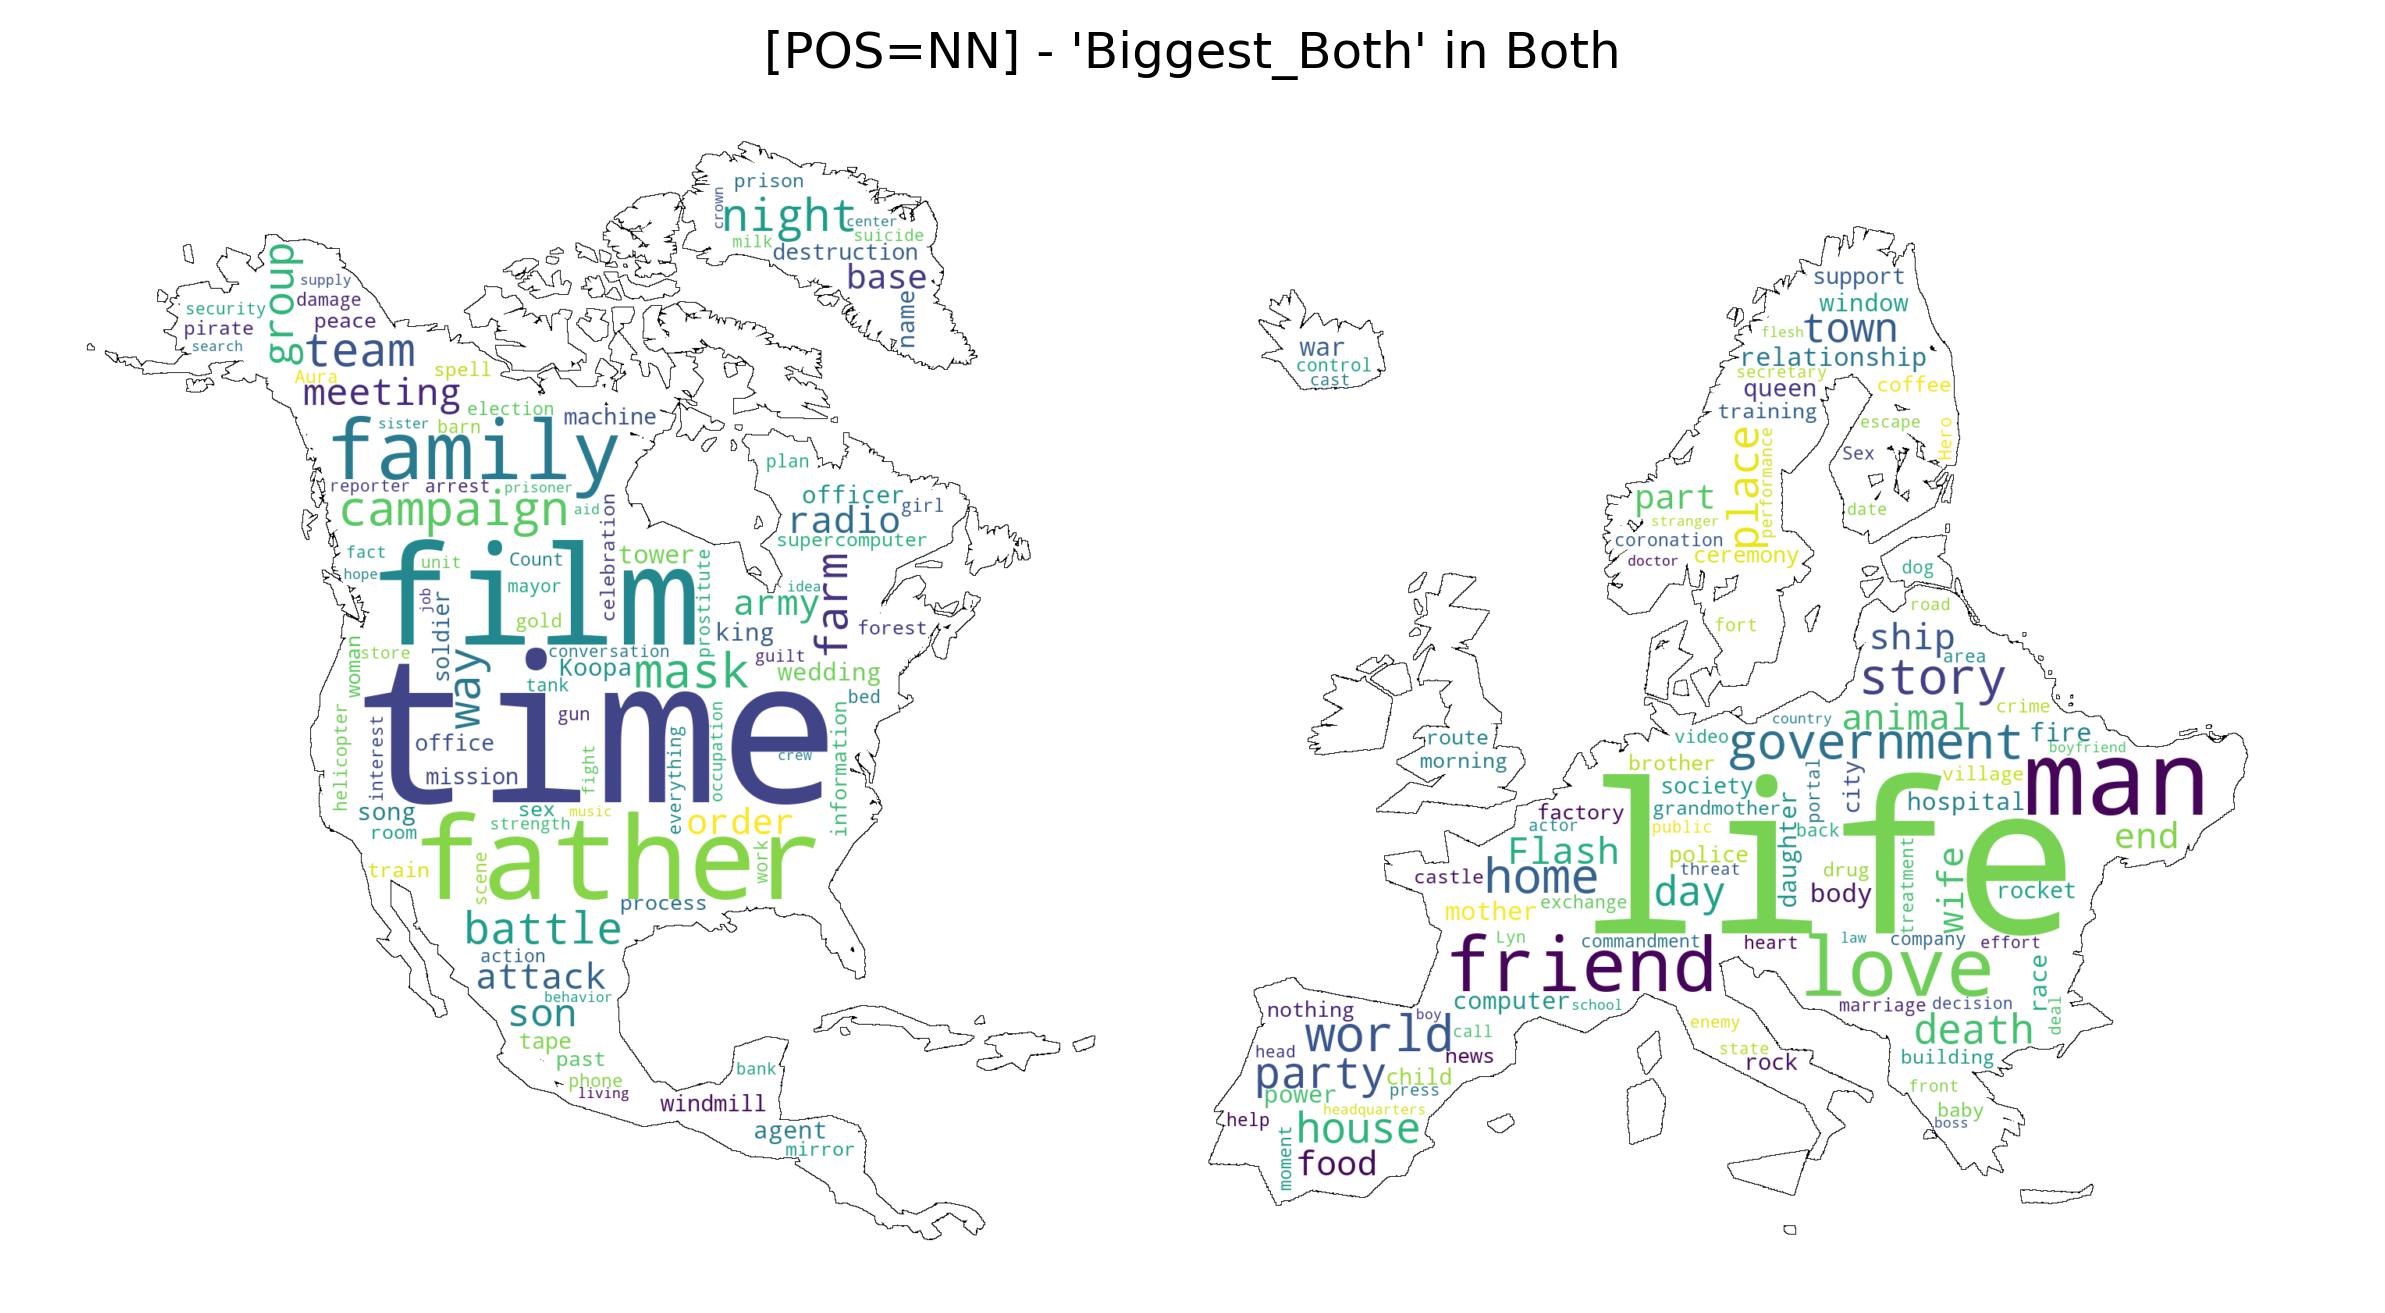 [POS=NN] - 'Biggest_Both' in Both
prison
crown
night
center
milk
suicide
destruction
base
name
group
supply
security
damage
pirate
peace
search
team
Aura
spell
meeting
election
machine
sister
barn
family
plan
reporter
arrest
prisoner
officer
girl
campaign
aid
radio
celebration
supercomputer
fact
unit
Count
tower
hope
film
mayor
prostitute
idea
farm
job
soldier
gold
army
king
forest
woman
store
conversation
guilt
way
Koopa
mask
wedding
tank
bed
time
helicopter
interest
gun
occupation
information
office
fight
everything
crew
mission
song
sex
music
order
room
strength
father
train
scene
work
process
battle
action
attack
behavior
son
tape
past
phone
living
bank
windmill
agent
mirror
support
window
flesh
town
war
control
cast
relationship
secretary
queen
coffee
training
escape
place
performance
Hero
Sex
part
stranger
date
coronation
ceremony
doctor
dog
road
fort
ship
area
story
crime
country
animal
route
video
government
fire
boyfriend
morning
brother
society
portal
city
village
man
grandmother
daughter
hospital
factory
actor
public
back
life
end
Flash
police
threat
drug
treatment
wife
castle
home
day
body
rocket
mother
exchange
Lyn
commandment
heart
law
company
effort
friend
love
race
computer
school
marriage
decision
deal
nothing
boy
world
call
enemy
death
head
news
state
rock
building
party
child
power
press
front
headquarters
baby
help
house
boss
moment
food